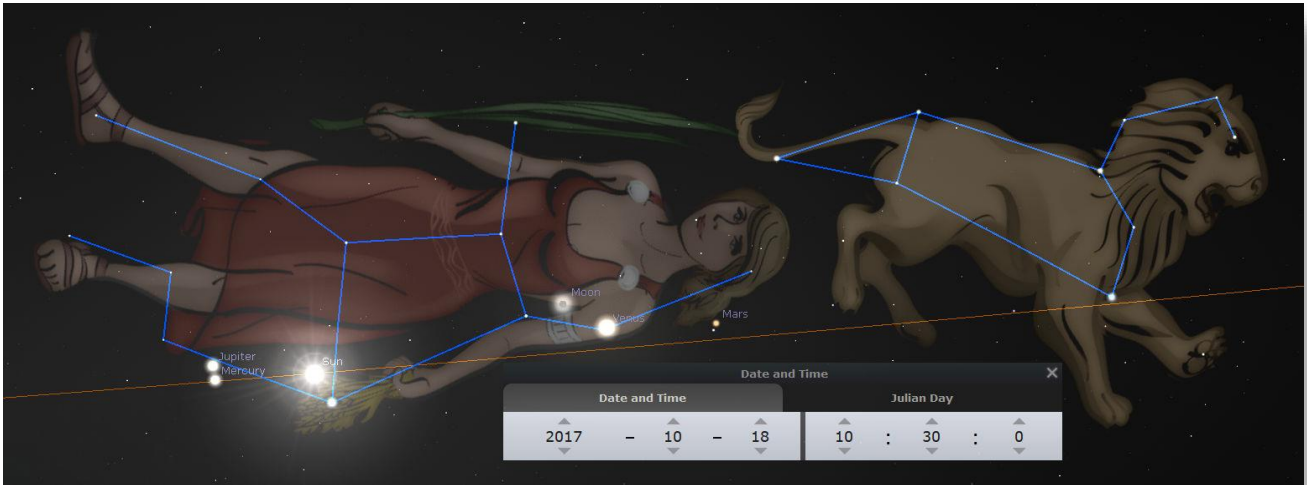 Moon
Venus
Mars
Jupiter
Sun
Mercury
Date and Time ×
Date and Time Julian Day
2017 – 10 – 18 10 : 30 : 0